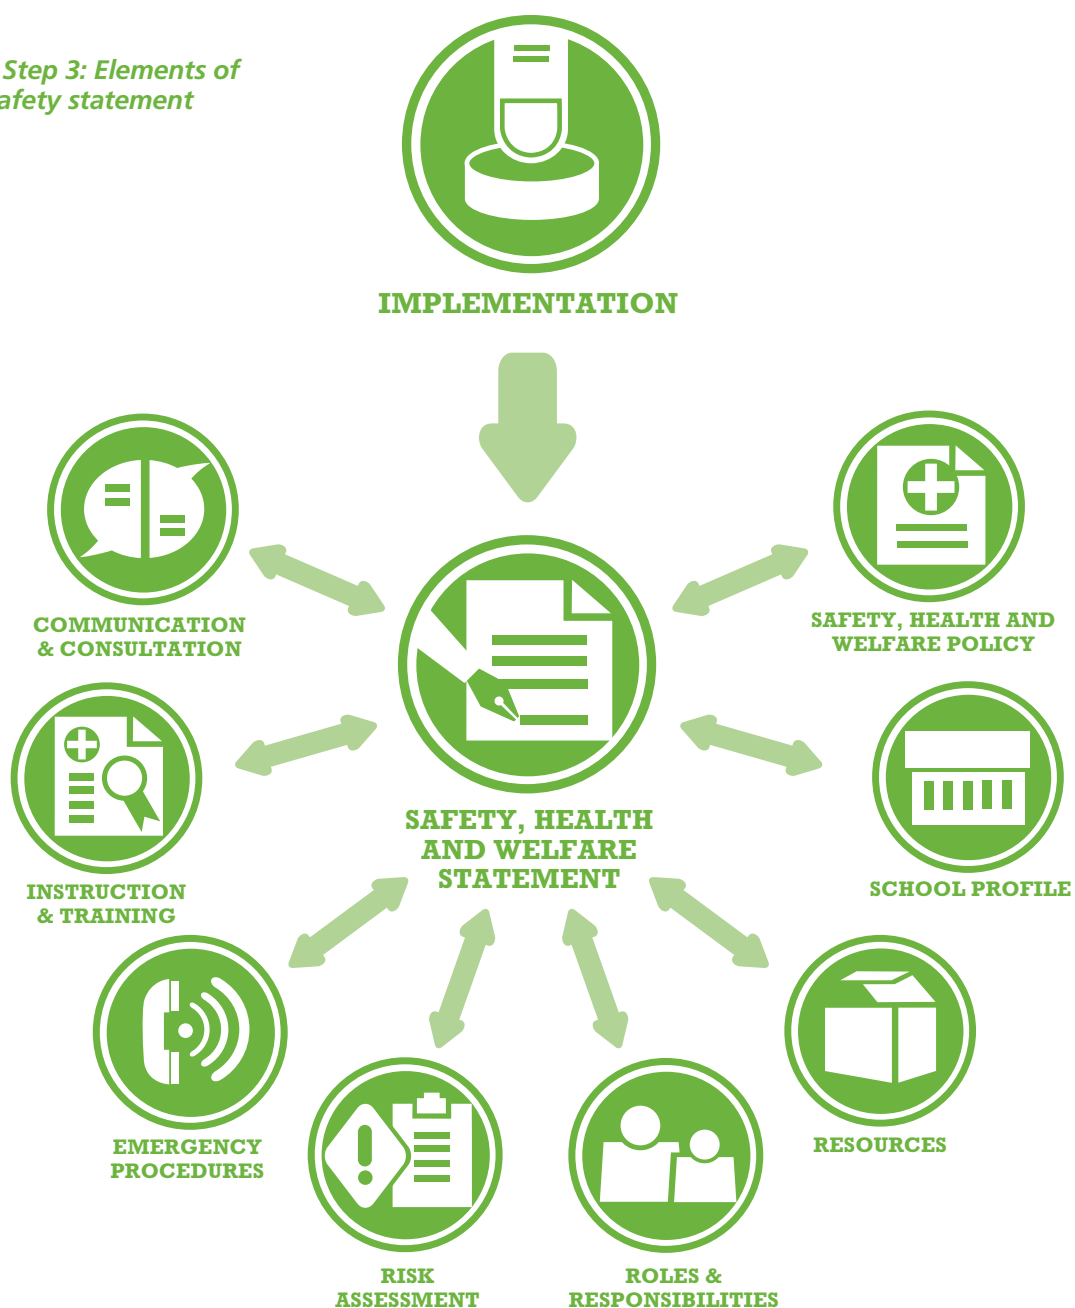 Step 3: Elements of
afety statement
IMPLEMENTATION
COMMUNICATION
& CONSULTATION
SAFETY, HEALTH AND
WELFARE POLICY
INSTRUCTION
& TRAINING
SAFETY, HEALTH
AND WELFARE
STATEMENT
SCHOOL PROFILE
EMERGENCY
PROCEDURES
RESOURCES
RISK
ASSESSMENT
ROLES &
RESPONSIBILITIES